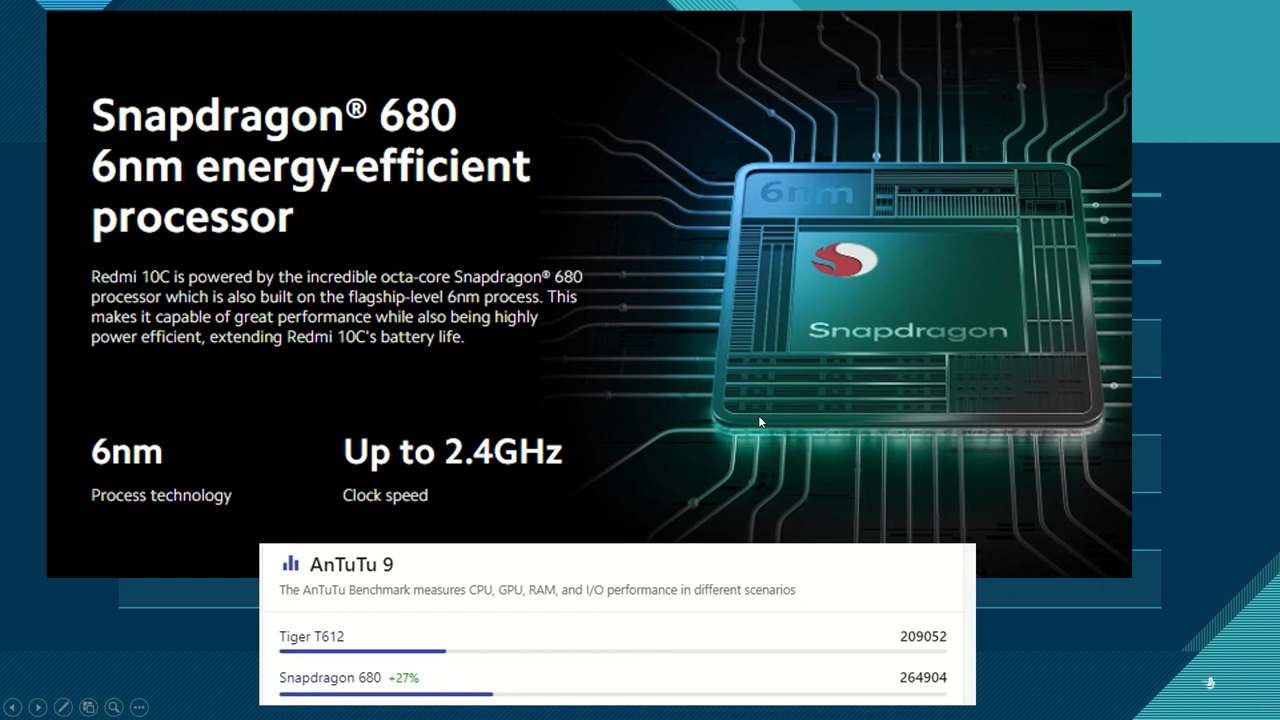 Snapdragon® 680
6nm energy-efficient
processor
Redmi 10C is powered by the incredible octa-core Snapdragon® 680
processor which is also built on the flagship-level 6nm process. This
makes it capable of great performance while also being highly
power efficient, extending Redmi 10C's battery life.
6nm
Process technology
Up to 2.4GHz
Clock speed
6nm
Snapdragon
AnTuTu 9
The AnTuTu Benchmark measures CPU, GPU, RAM, and I/O performance in different scenarios
Tiger T612 209052
Snapdragon 680 +27% 264904